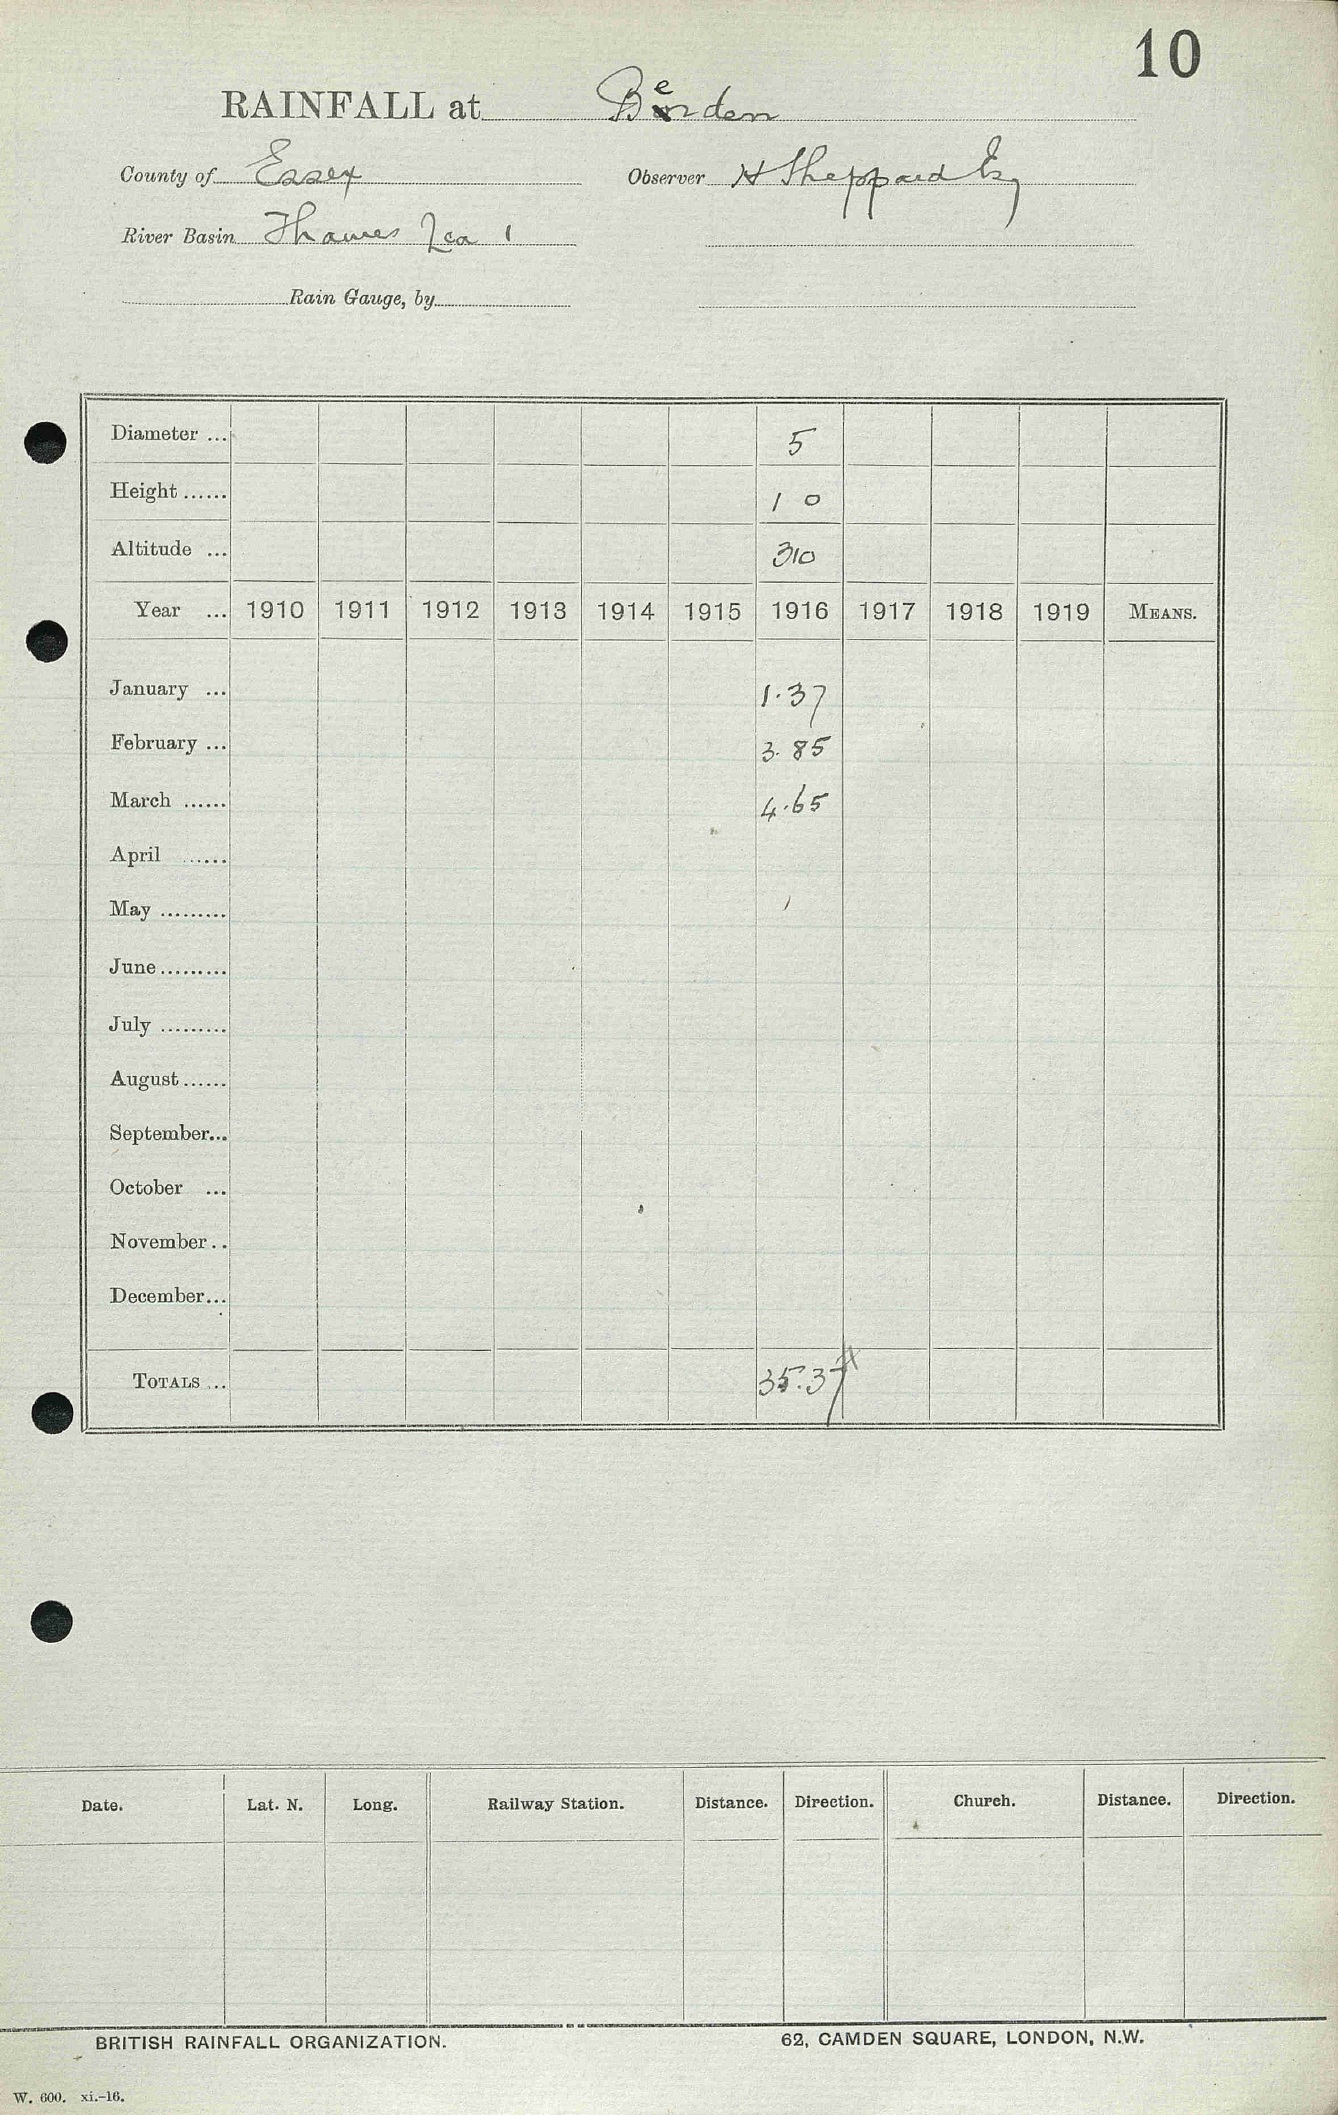 10
RAINFALL at Berden
County of Essex Observer H Sheppard Esq
River Basin Thames Lea 1
Rain Gauge, by
Diameter ... 5
Height ...... 1 0
Altitude ... 310
Year ... 1910 1911 1912 1913 1914 1915 1916 1917 1918 1919 MEANS.
January ... 1.37
February ... 3.85
March ...... 4.65
April ......
May .........
June .........
July .........
August ......
September...
October ...
November..
December...
TOTALS ... 35.37
Date. Lat. N. Long. Railway Station. Distance. Direction. Church. Distance. Direction.
BRITISH RAINFALL ORGANIZATION. 62, CAMDEN SQUARE, LONDON, N.W.
W. 600. xi.-16.